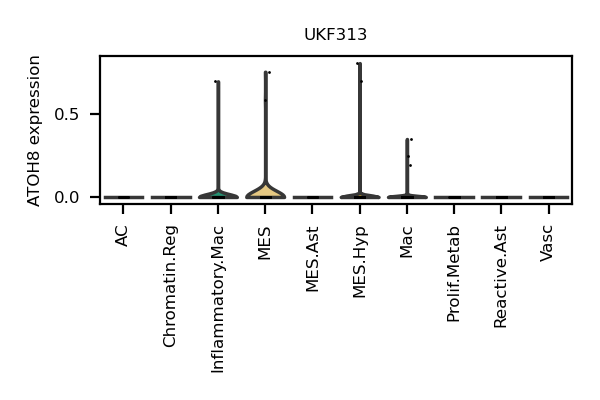 UKF313
ATOH8 expression
0.5
0.0
AC
Chromatin.Reg
Inflammatory.Mac
MES
MES.Ast
MES.Hyp
Mac
Prolif.Metab
Reactive.Ast
Vasc